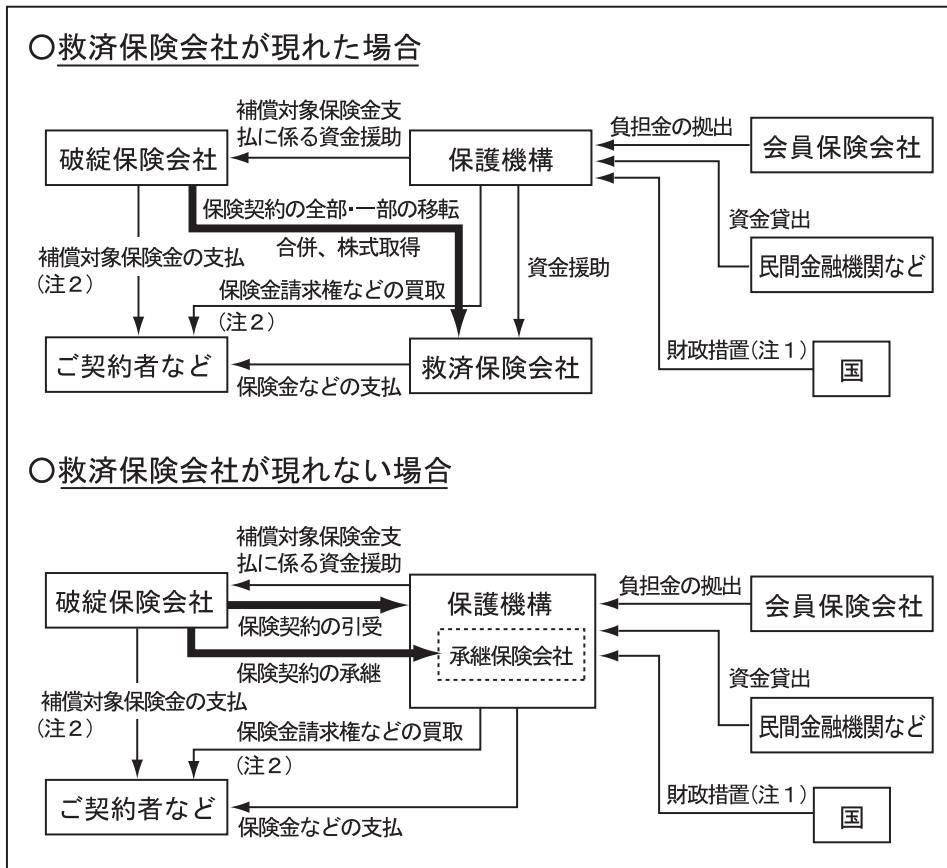 〇救済保険会社が現れた場合
補償対象保険金支
払に係る資金援助
負担金の拠出
破綻保険会社
保護機構
会員保険会社
保険契約の全部・一部の移転
合併、株式取得
資金貸出
補償対象保険金の支払
(注2)
資金援助
民間金融機関など
保険金請求権などの買取
(注2)
ご契約者など
救済保険会社
財政措置(注1)
国
保険金などの支払
〇救済保険会社が現れない場合
補償対象保険金支
払に係る資金援助
負担金の拠出
破綻保険会社
保護機構
会員保険会社
保険契約の引受
承継保険会社
保険契約の承継
資金貸出
補償対象保険金の支払
(注2)
民間金融機関など
保険金請求権などの買取
(注2)
ご契約者など
財政措置(注1)
国
保険金などの支払